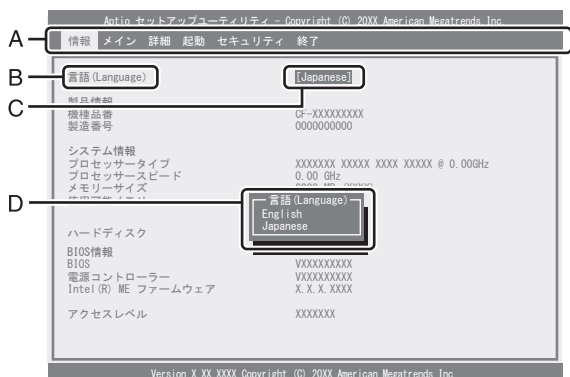 Aptio セットアップユーティリティ – Copyright (C) 20XX American Megatrends Inc
A
情報 メイン 詳細 起動 セキュリティ 終了
B
言語(Language) [Japanese]
C
製品情報
機種品番 CF-XXXXXXXXX
製造番号 0000000000
システム情報
プロセッサータイプ XXXXXXX XXXXX XXXX XXXXX @ 0.00GHz
プロセッサースピード 0.00 GHz
メモリーサイズ
D
言語(Language)
English
Japanese
ハードディスク
BIOS情報
BIOS VXXXXXXXXX
電源コントローラー VXXXXXXXXX
Intel(R) ME ファームウェア X.X.X.XXXX
アクセスレベル XXXXXXX
Version X XX XXXX Copyright (C) 20XX American Megatrends Inc